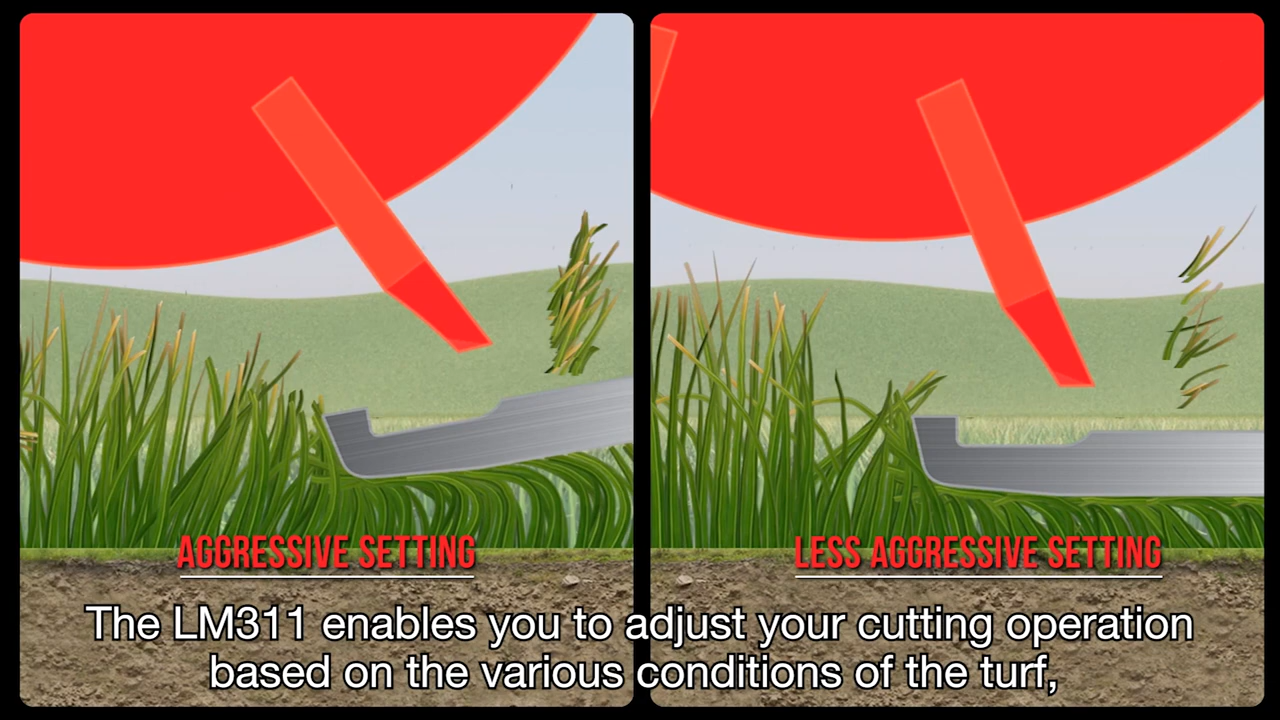 AGGRESSIVE SETTING
LESS AGGRESSIVE SETTING
The LM311 enables you to adjust your cutting operation
based on the various conditions of the turf,